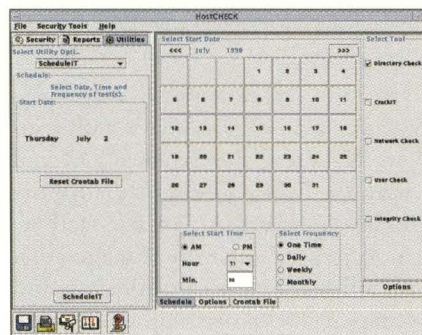 HostCHECK
File Security Tools Help
Security Reports Utilities
Select Utility Opti...
ScheduleIT
Schedule:
Select Date, Time and
Frequency of test(s).
Start Date:
Thursday July 2
Reset Crontab File
ScheduleIT
Select Start Date
<<< July 1998 >>>
1 2 3 4
5 6 7 8 9 10 11
12 13 14 15 16 17 18
19 20 21 22 23 24 25
26 27 28 29 30 31
Select Start Time
AM PM
Hour 11
Min.
Select Frequency
One Time
Daily
Weekly
Monthly
Schedule Options Crontab File
Select Tool
Directory Check
CrackIT
Network Check
User Check
Integrity Check
Options